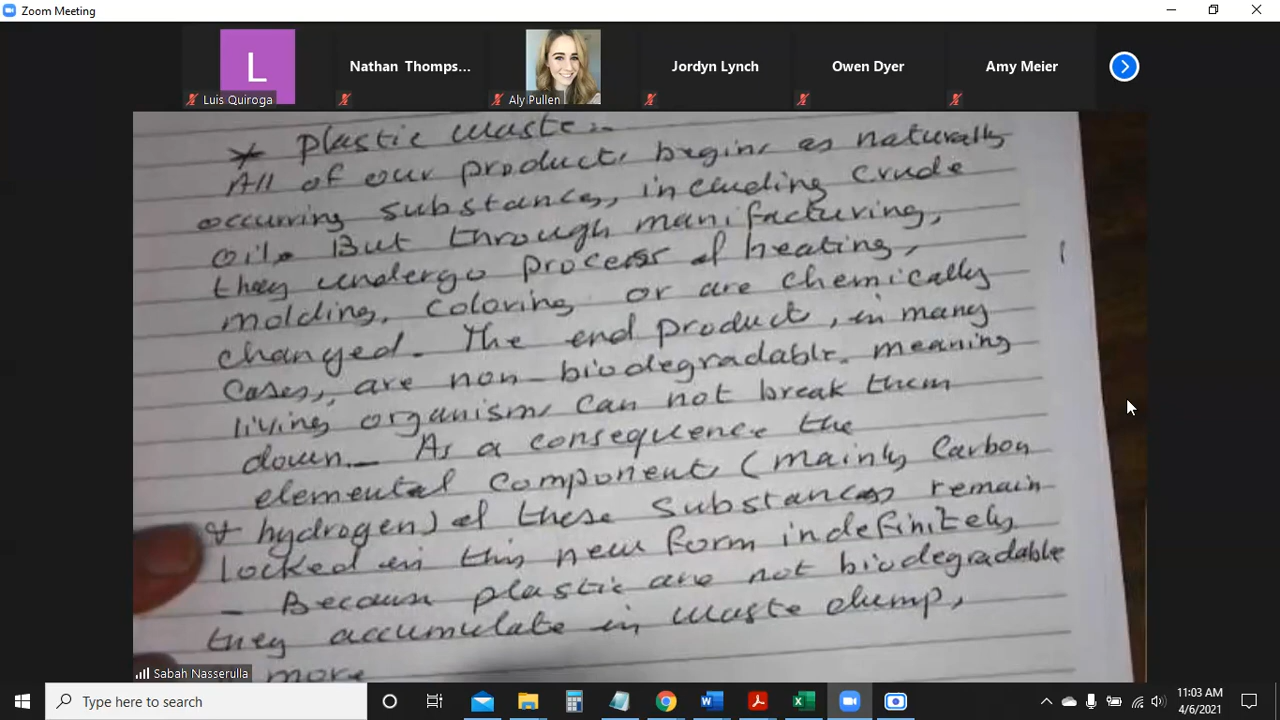 Zoom Meeting
L
Luis Quiroga
Nathan Thomps...
Aly Pullen
Jordyn Lynch
Owen Dyer
Amy Meier
* Plastic waste.
All of our products begins as naturally
occurring substances, including crude
oil. But through manifacturing,
they undergo process of heating,
molding, coloring or are chemically
changed. The end product, in many
cases, are non-biodegradable. meaning
living organisms can not break them
down. As a consequence the
elemental components (mainly Carbon
& hydrogen) of these substances remain
locked in this new form indefinitely
- Because plastic are not biodegradable
they accumulate in waste dump,
more
Sabah Nasserulla
Type here to search
11:03 AM
4/6/2021